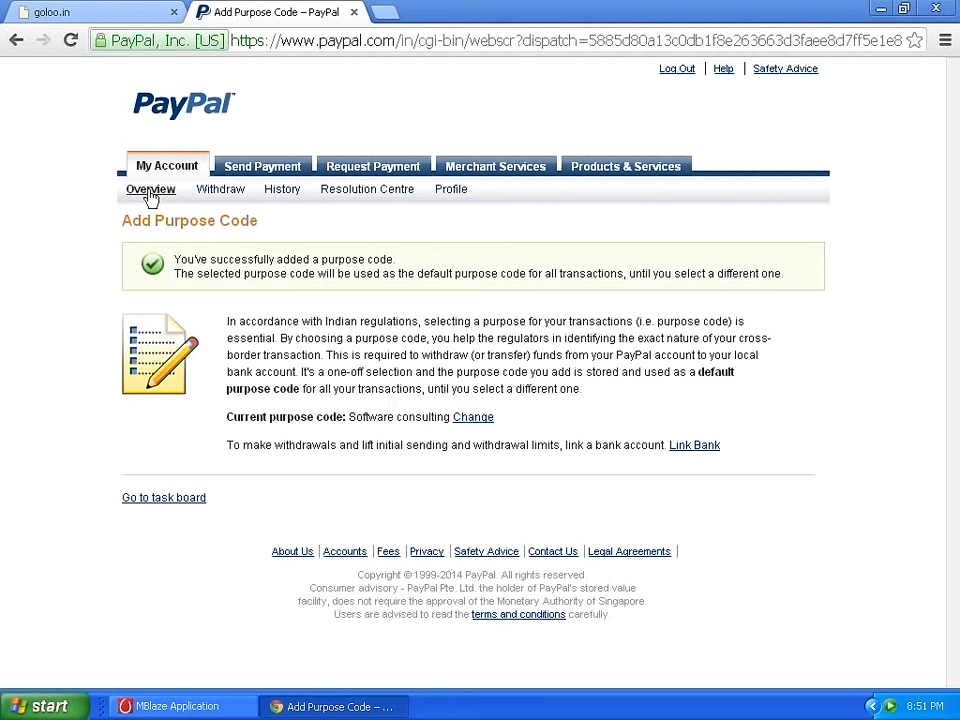 goloo.in
Add Purpose Code – PayPal
PayPal, Inc. [US]
https://www.paypal.com/in/cgi-bin/webscr?dispatch=5885d80a13c0db1f8e263663d3faee8d7ff5e1e8
Log Out | Help | Safety Advice
PayPal
My Account Send Payment Request Payment Merchant Services Products & Services
Overview Withdraw History Resolution Centre Profile
Add Purpose Code
You've successfully added a purpose code.
The selected purpose code will be used as the default purpose code for all transactions, until you select a different one.
In accordance with Indian regulations, selecting a purpose for your transactions (i.e. purpose code) is
essential. By choosing a purpose code, you help the regulators in identifying the exact nature of your cross-
border transaction. This is required to withdraw (or transfer) funds from your PayPal account to your local
bank account. It's a one-off selection and the purpose code you add is stored and used as a default
purpose code for all your transactions, until you select a different one.
Current purpose code: Software consulting Change
To make withdrawals and lift initial sending and withdrawal limits, link a bank account. Link Bank
Go to task board
About Us | Accounts | Fees | Privacy | Safety Advice | Contact Us | Legal Agreements |
Copyright © 1999-2014 PayPal. All rights reserved.
Consumer advisory - PayPal Pte. Ltd. the holder of PayPal's stored value
facility, does not require the approval of the Monetary Authority of Singapore
Users are advised to read the terms and conditions carefully.
start MBlaze Application Add Purpose Code – ... 8:51 PM